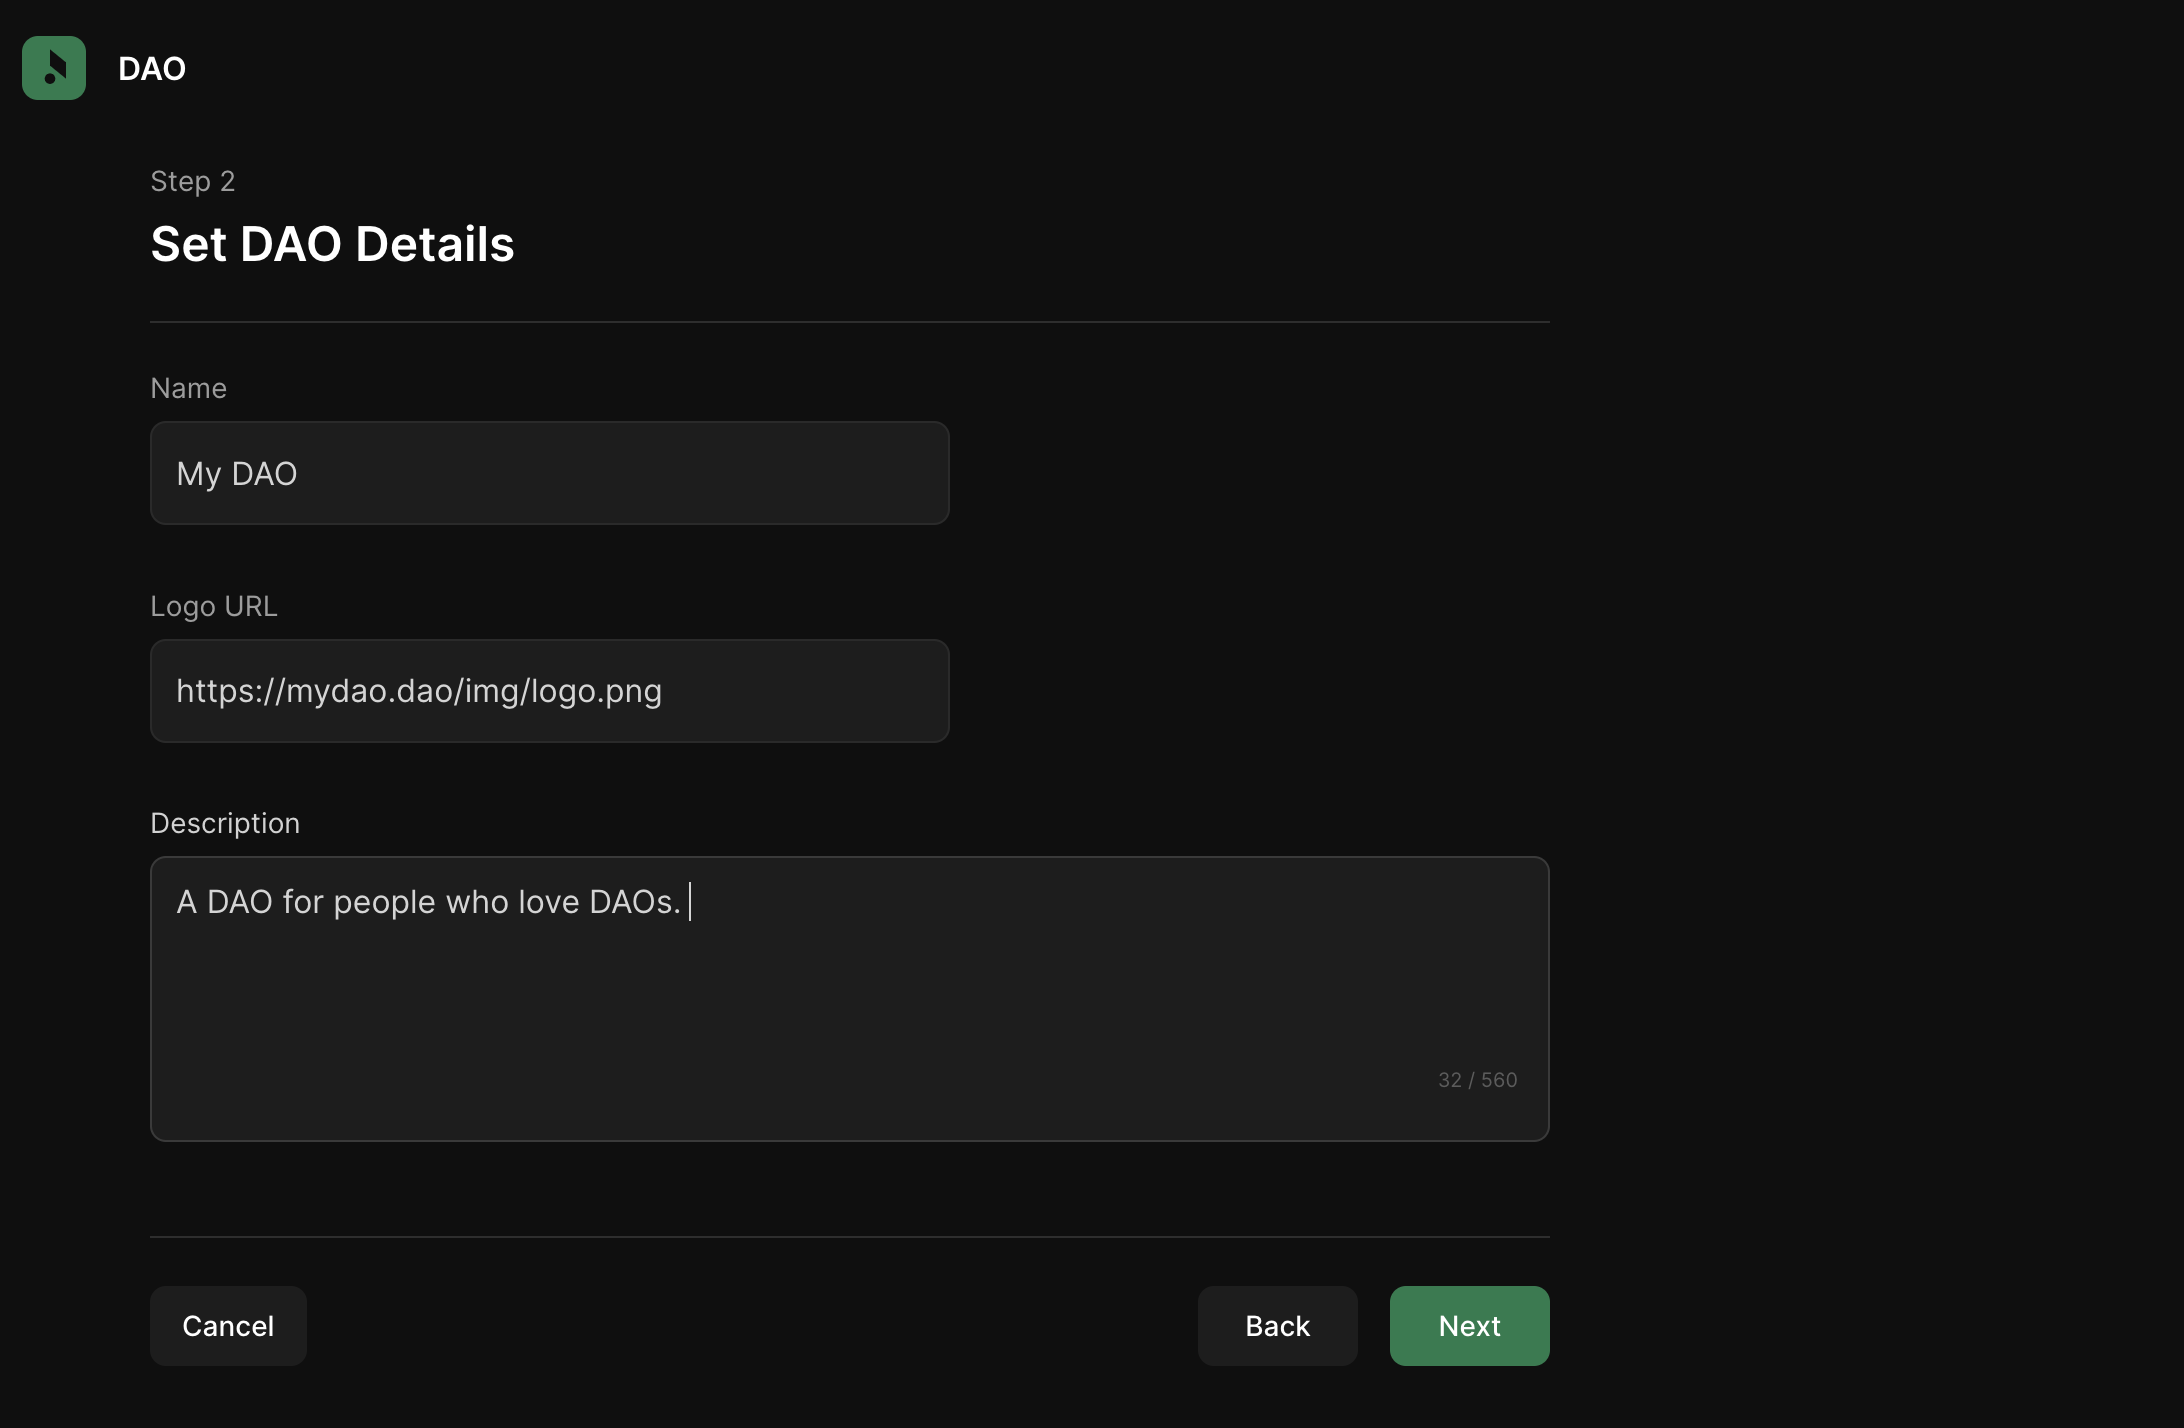 DAO
Step 2
Set DAO Details
Name
My DAO
Logo URL
https://mydao.dao/img/logo.png
Description
A DAO for people who love DAOs.
32 / 560
Cancel
Back
Next